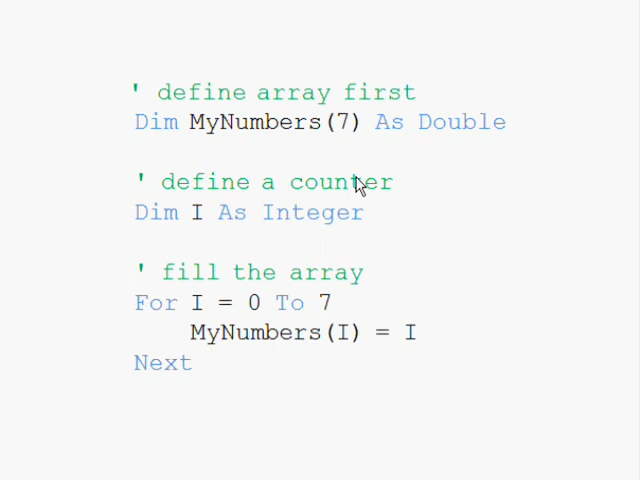 ' define array first
Dim MyNumbers(7) As Double
' define a counter
Dim I As Integer
' fill the array
For I = 0 To 7
MyNumbers(I) = I
Next